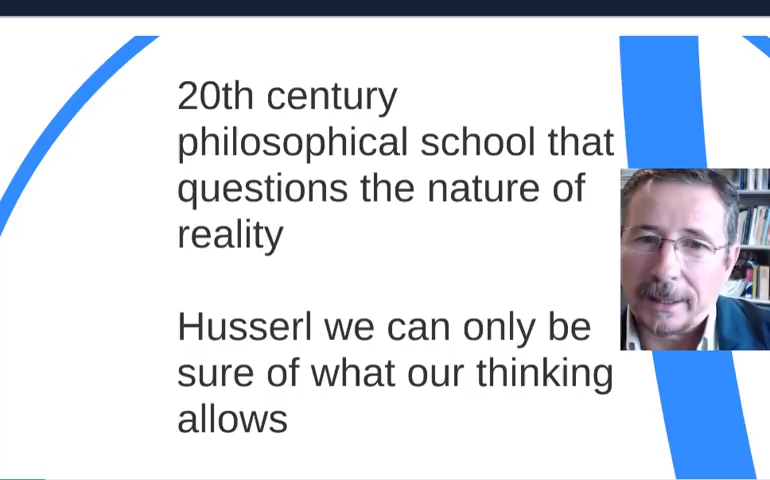 20th century
philosophical school that
questions the nature of
reality
Husserl we can only be
sure of what our thinking
allows